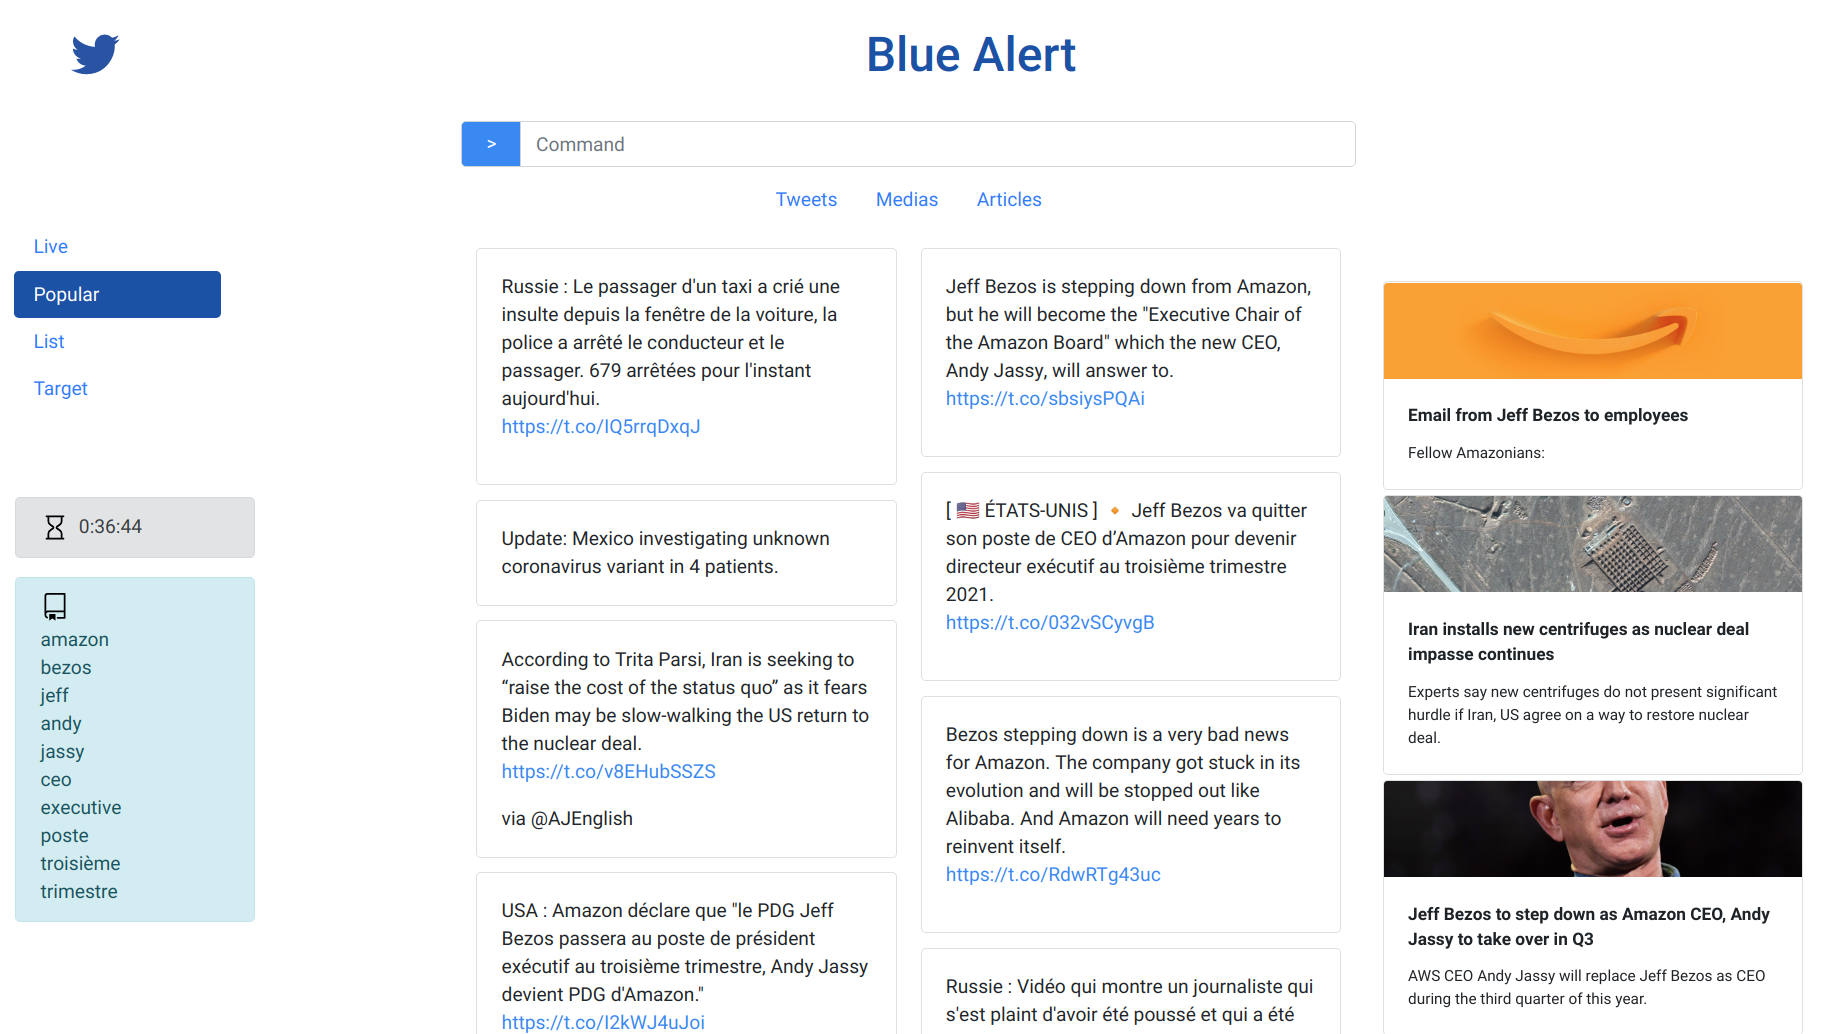 Blue Alert
>
Command
Tweets
Medias
Articles
Live
Popular
List
Target
0:36:44
amazon
bezos
jeff
andy
jassy
ceo
executive
poste
troisième
trimestre
Russie : Le passager d'un taxi a crié une
insulte depuis la fenêtre de la voiture, la
police a arrêté le conducteur et le
passager. 679 arrêtées pour l'instant
aujourd'hui.
https://t.co/IQ5rrqDxqJ
Update: Mexico investigating unknown
coronavirus variant in 4 patients.
According to Trita Parsi, Iran is seeking to
“raise the cost of the status quo” as it fears
Biden may be slow-walking the US return to
the nuclear deal.
https://t.co/v8EHubSSZS
via @AJEnglish
USA : Amazon déclare que "le PDG Jeff
Bezos passera au poste de président
exécutif au troisième trimestre, Andy Jassy
devient PDG d'Amazon."
https://t.co/I2kWJ4uJoi
Jeff Bezos is stepping down from Amazon,
but he will become the "Executive Chair of
the Amazon Board" which the new CEO,
Andy Jassy, will answer to.
https://t.co/sbsiysPQAi
[ 🇺🇸 ÉTATS-UNIS ] 🔸 Jeff Bezos va quitter
son poste de CEO d’Amazon pour devenir
directeur exécutif au troisième trimestre
2021.
https://t.co/032vSCyvgB
Bezos stepping down is a very bad news
for Amazon. The company got stuck in its
evolution and will be stopped out like
Alibaba. And Amazon will need years to
reinvent itself.
https://t.co/RdwRTg43uc
Russie : Vidéo qui montre un journaliste qui
s'est plaint d'avoir été poussé et qui a été
Email from Jeff Bezos to employees
Fellow Amazonians:
Iran installs new centrifuges as nuclear deal
impasse continues
Experts say new centrifuges do not present significant
hurdle if Iran, US agree on a way to restore nuclear
deal.
Jeff Bezos to step down as Amazon CEO, Andy
Jassy to take over in Q3
AWS CEO Andy Jassy will replace Jeff Bezos as CEO
during the third quarter of this year.